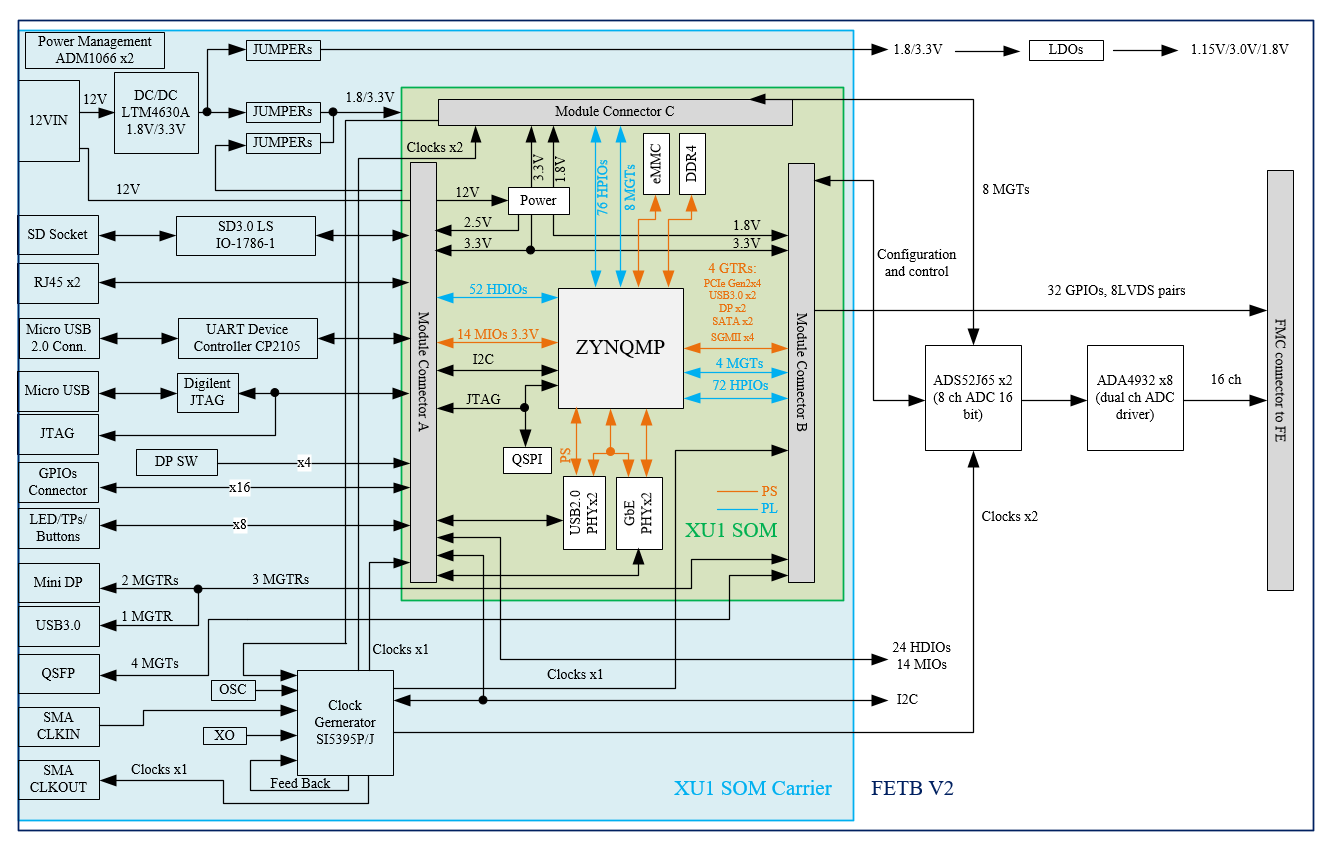 Power Management
ADM1066 x2
JUMPERs
1.8/3.3V
LDOs
1.15V/3.0V/1.8V
12VIN
12V
DC/DC
LTM4630A
1.8V/3.3V
JUMPERs
1.8/3.3V
JUMPERs
Module Connector C
Clocks x2
12V
12V
Power
3.3V
1.8V
76 HPIOs
8 MGTs
eMMC
DDR4
8 MGTs
2.5V
3.3V
1.8V
3.3V
SD Socket
SD3.0 LS
IO-1786-1
RJ45 x2
Micro USB
2.0 Conn.
UART Device
Controller CP2105
Micro USB
Digilent
JTAG
JTAG
DP SW
x4
GPIOs
Connector
x16
LED/TPs/
Buttons
x8
Module Connector A
52 HDIOs
14 MIOs 3.3V
I2C
JTAG
ZYNQMP
4 GTRs:
PCIe Gen2x4
USB3.0 x2
DP x2
SATA x2
SGMII x4
4 MGTs
72 HPIOs
Module Connector B
QSPI
PS
USB2.0
PHYx2
GbE
PHYx2
PS
PL
XU1 SOM
Configuration
and control
32 GPIOs, 8LVDS pairs
ADS52J65 x2
(8 ch ADC 16
bit)
ADA4932 x8
(dual ch ADC
driver)
16 ch
FMC connector to FE
Clocks x2
Mini DP
2 MGTRs
3 MGTRs
USB3.0
1 MGTR
QSFP
4 MGTs
Clocks x1
Clocks x1
24 HDIOs
14 MIOs
I2C
OSC
SMA
CLKIN
XO
Clock
Gernerator
SI5395P/J
SMA
CLKOUT
Clocks x1
Feed Back
XU1 SOM Carrier
FETB V2